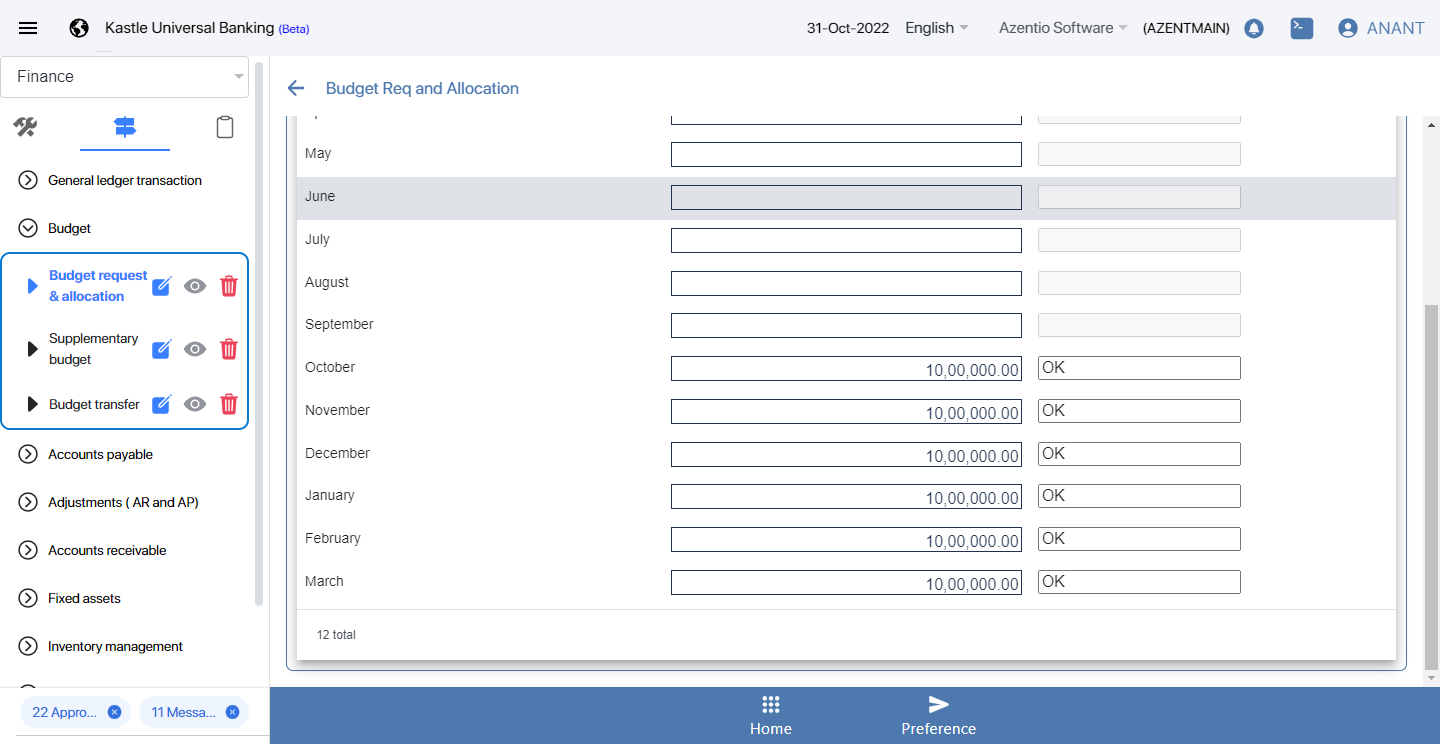 Kastle Universal Banking (Beta)
31-Oct-2022 English Azentio Software (AZENTMAIN) ANANT
Finance
General ledger transaction
Budget
Budget request
& allocation
Supplementary
budget
Budget transfer
Accounts payable
Adjustments ( AR and AP)
Accounts receivable
Fixed assets
Inventory management
22 Appro...
11 Messa...
Budget Req and Allocation
May
June
July
August
September
October 10,00,000.00 OK
November 10,00,000.00 OK
December 10,00,000.00 OK
January 10,00,000.00 OK
February 10,00,000.00 OK
March 10,00,000.00 OK
12 total
Home
Preference